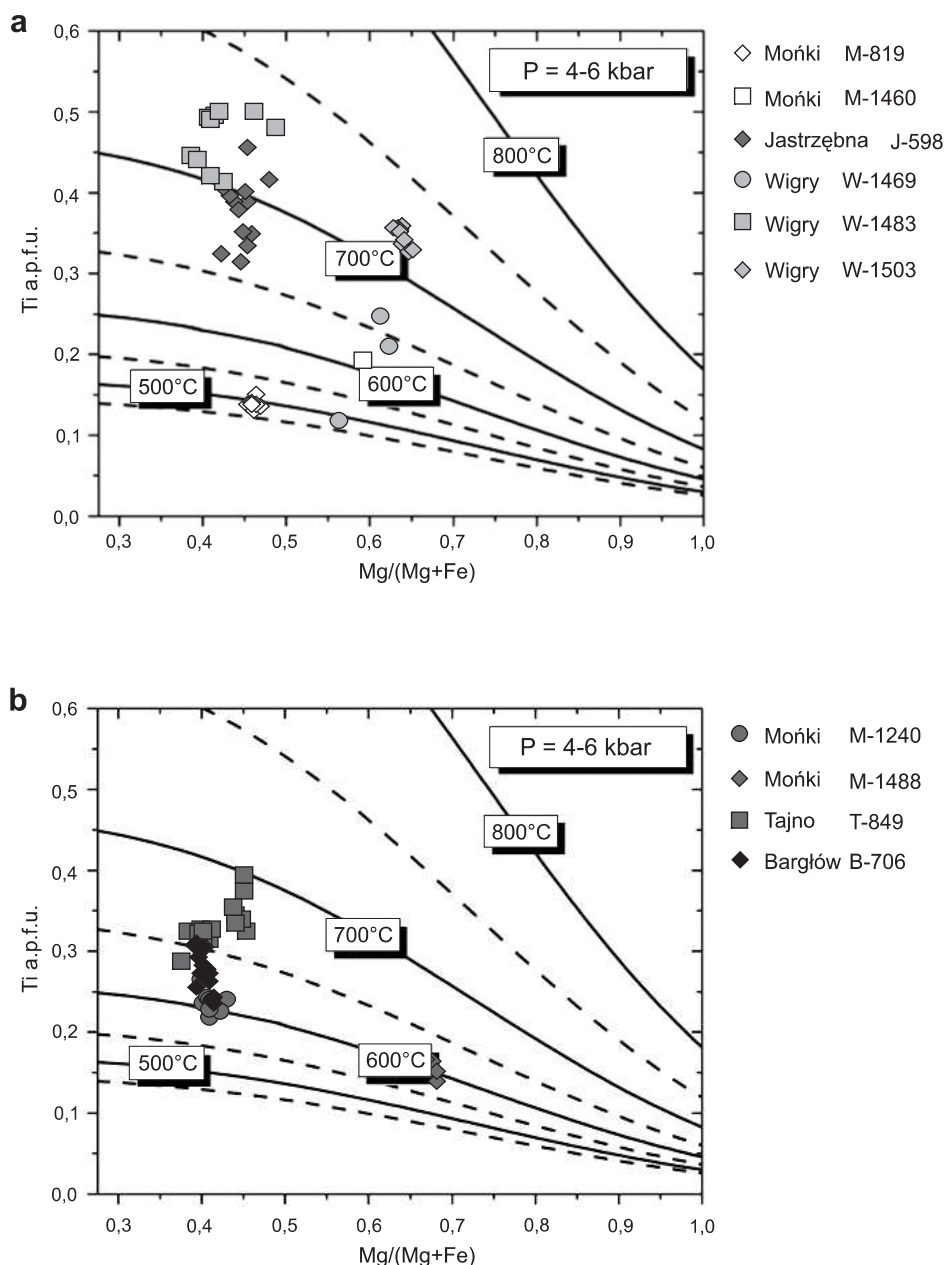 a
0,6
0,5
0,4
0,3
0,2
0,1
0,0
Ti a.p.f.u.
P = 4-6 kbar
800°C
700°C
600°C
500°C
0,3 0,4 0,5 0,6 0,7 0,8 0,9 1,0
Mg/(Mg+Fe)
Mońki M-819
Mońki M-1460
Jastrzębna J-598
Wigry W-1469
Wigry W-1483
Wigry W-1503
b
0,6
0,5
0,4
0,3
0,2
0,1
0,0
Ti a.p.f.u.
P = 4-6 kbar
800°C
700°C
600°C
500°C
0,3 0,4 0,5 0,6 0,7 0,8 0,9 1,0
Mg/(Mg+Fe)
Mońki M-1240
Mońki M-1488
Tajno T-849
Bargłów B-706